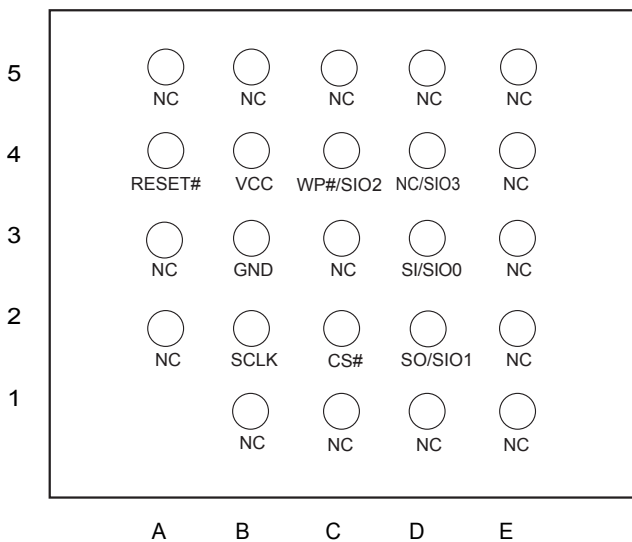 5
NC NC NC NC NC
4
RESET# VCC WP#/SIO2 NC/SIO3 NC
3
NC GND NC SI/SIO0 NC
2
NC SCLK CS# SO/SIO1 NC
1
NC NC NC NC
A B C D E